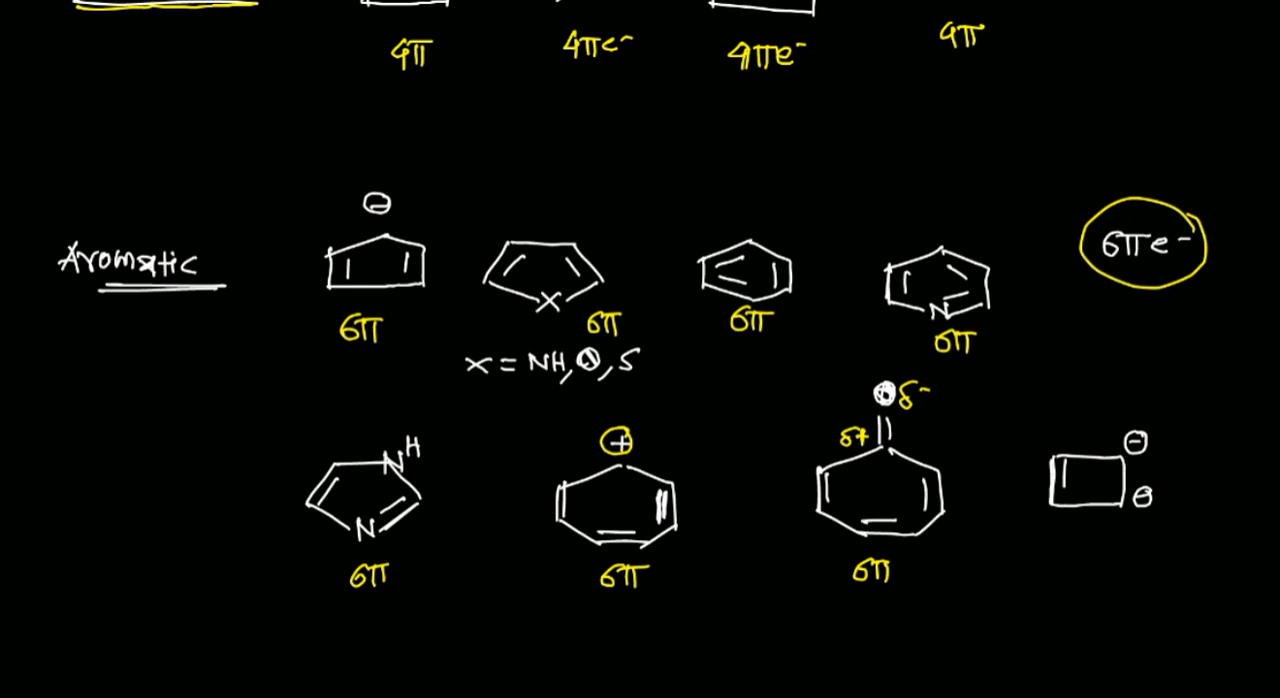 4π 4πe⁻ 4πe⁻ 4π
Aromatic ⊖ X N 6πe⁻
6π 6π 6π 6π
X = NH, O, S
H N N ⊕ δ+ O δ- ⊖ ⊖
6π 6π 6π